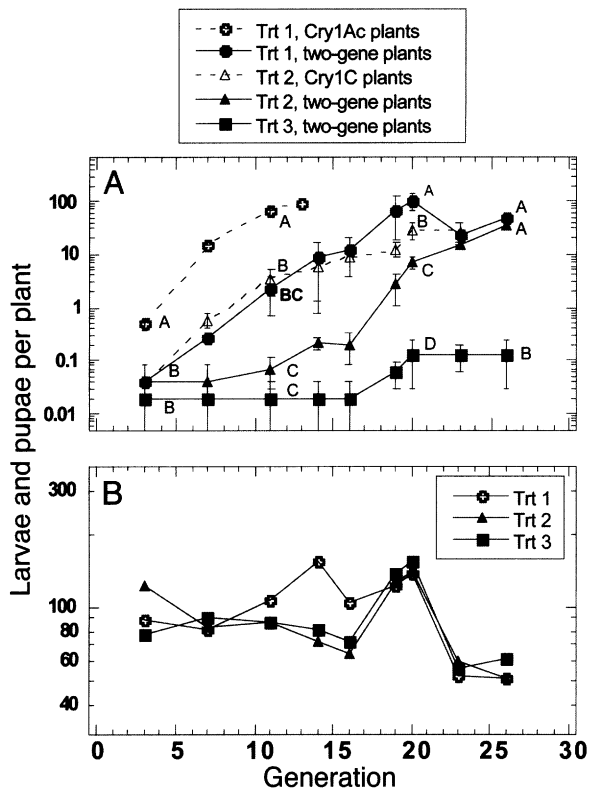 Trt 1, Cry1Ac plants
Trt 1, two-gene plants
Trt 2, Cry1C plants
Trt 2, two-gene plants
Trt 3, two-gene plants
A
100
10
1
0.1
0.01
A
A
B
B
BC
C
B
C
A
B
C
D
A
A
B
Larvae and pupae per plant
B
300
100
80
60
40
Trt 1
Trt 2
Trt 3
0 5 10 15 20 25 30
Generation